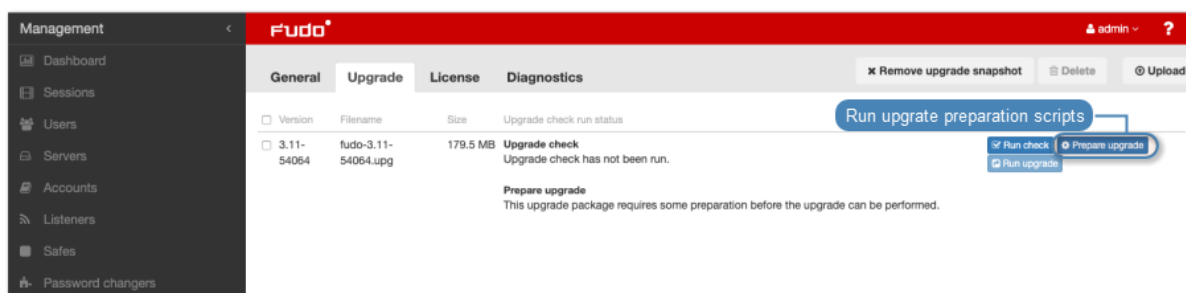 Management
Fudo
admin
?
Dashboard
General
Upgrade
License
Diagnostics
Remove upgrade snapshot
Delete
Upload
Sessions
Users
Version
Filename
Size
Upgrade check run status
Run upgrate preparation scripts
3.11-
54064
fudo-3.11-
54064.upg
179.5 MB
Upgrade check
Upgrade check has not been run.
Run check
Prepare upgrade
Run upgrade
Servers
Accounts
Prepare upgrade
This upgrade package requires some preparation before the upgrade can be performed.
Listeners
Safes
Password changers